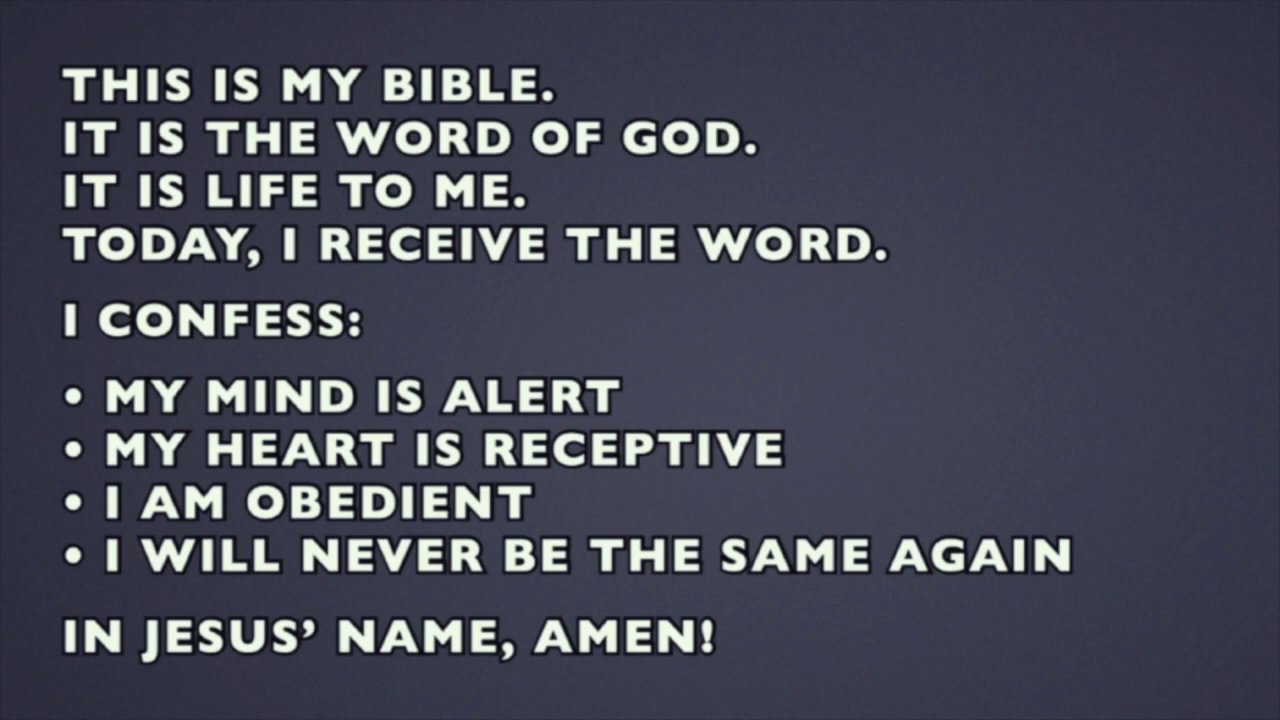 THIS IS MY BIBLE.
IT IS THE WORD OF GOD.
IT IS LIFE TO ME.
TODAY, I RECEIVE THE WORD.
I CONFESS:
• MY MIND IS ALERT
• MY HEART IS RECEPTIVE
• I AM OBEDIENT
• I WILL NEVER BE THE SAME AGAIN
IN JESUS’ NAME, AMEN!